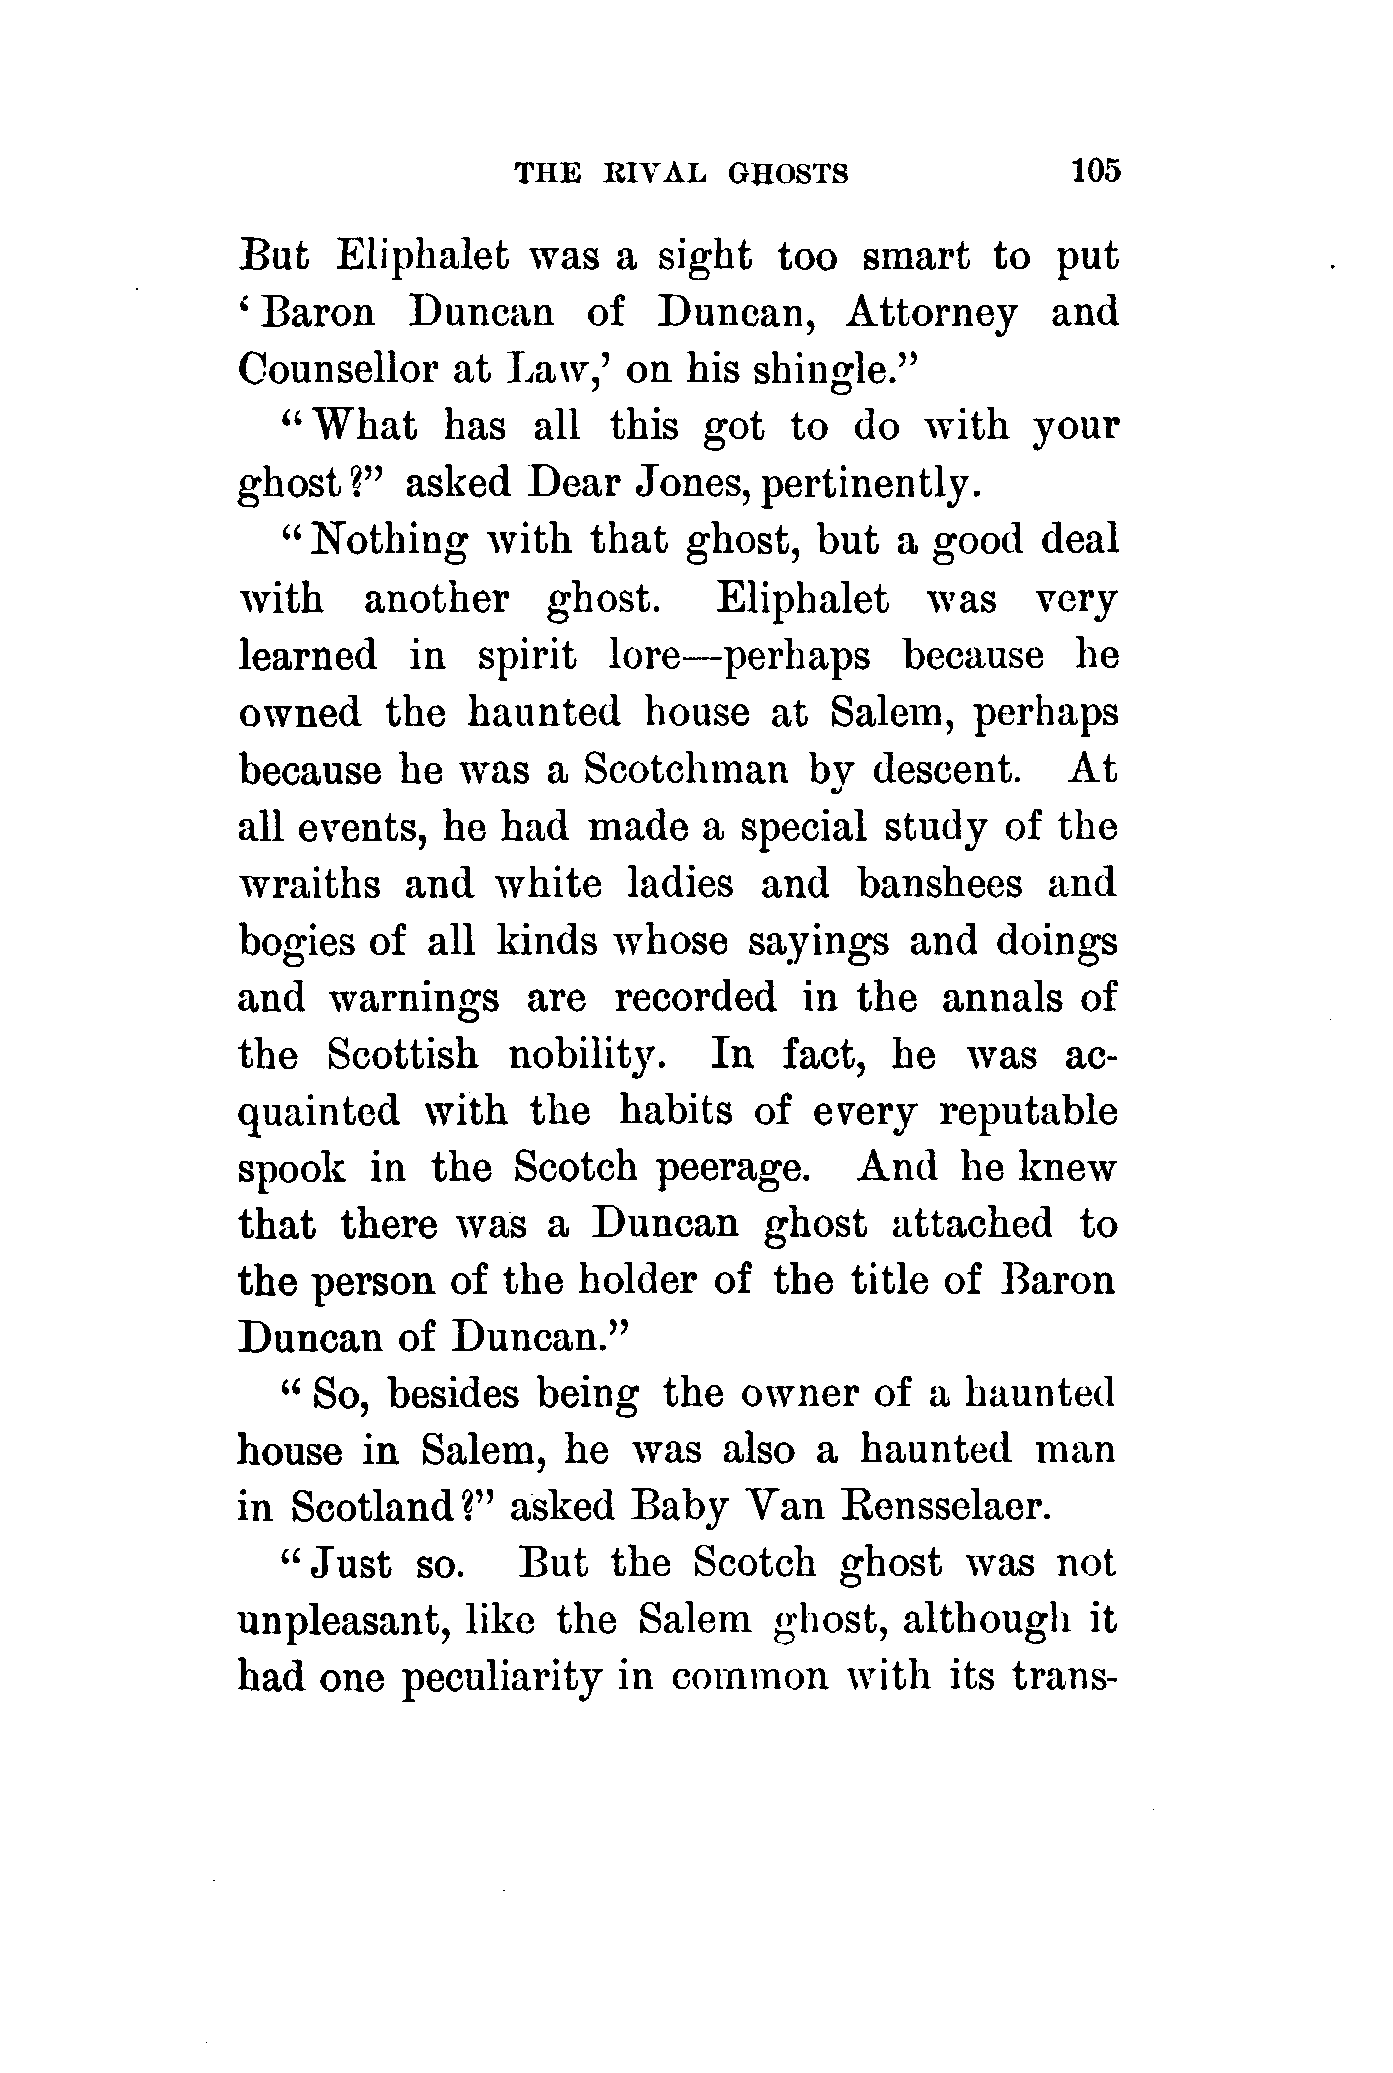 THE RIVAL GHOSTS 105
But Eliphalet was a sight too smart to put
‘Baron Duncan of Duncan, Attorney and
Counsellor at Law,’ on his shingle.”
“What has all this got to do with your
ghost?” asked Dear Jones, pertinently.
“Nothing with that ghost, but a good deal
with another ghost. Eliphalet was very
learned in spirit lore—perhaps because he
owned the haunted house at Salem, perhaps
because he was a Scotchman by descent. At
all events, he had made a special study of the
wraiths and white ladies and banshees and
bogies of all kinds whose sayings and doings
and warnings are recorded in the annals of
the Scottish nobility. In fact, he was ac-
quainted with the habits of every reputable
spook in the Scotch peerage. And he knew
that there was a Duncan ghost attached to
the person of the holder of the title of Baron
Duncan of Duncan.”
“So, besides being the owner of a haunted
house in Salem, he was also a haunted man
in Scotland?” asked Baby Van Rensselaer.
“Just so. But the Scotch ghost was not
unpleasant, like the Salem ghost, although it
had one peculiarity in common with its trans-